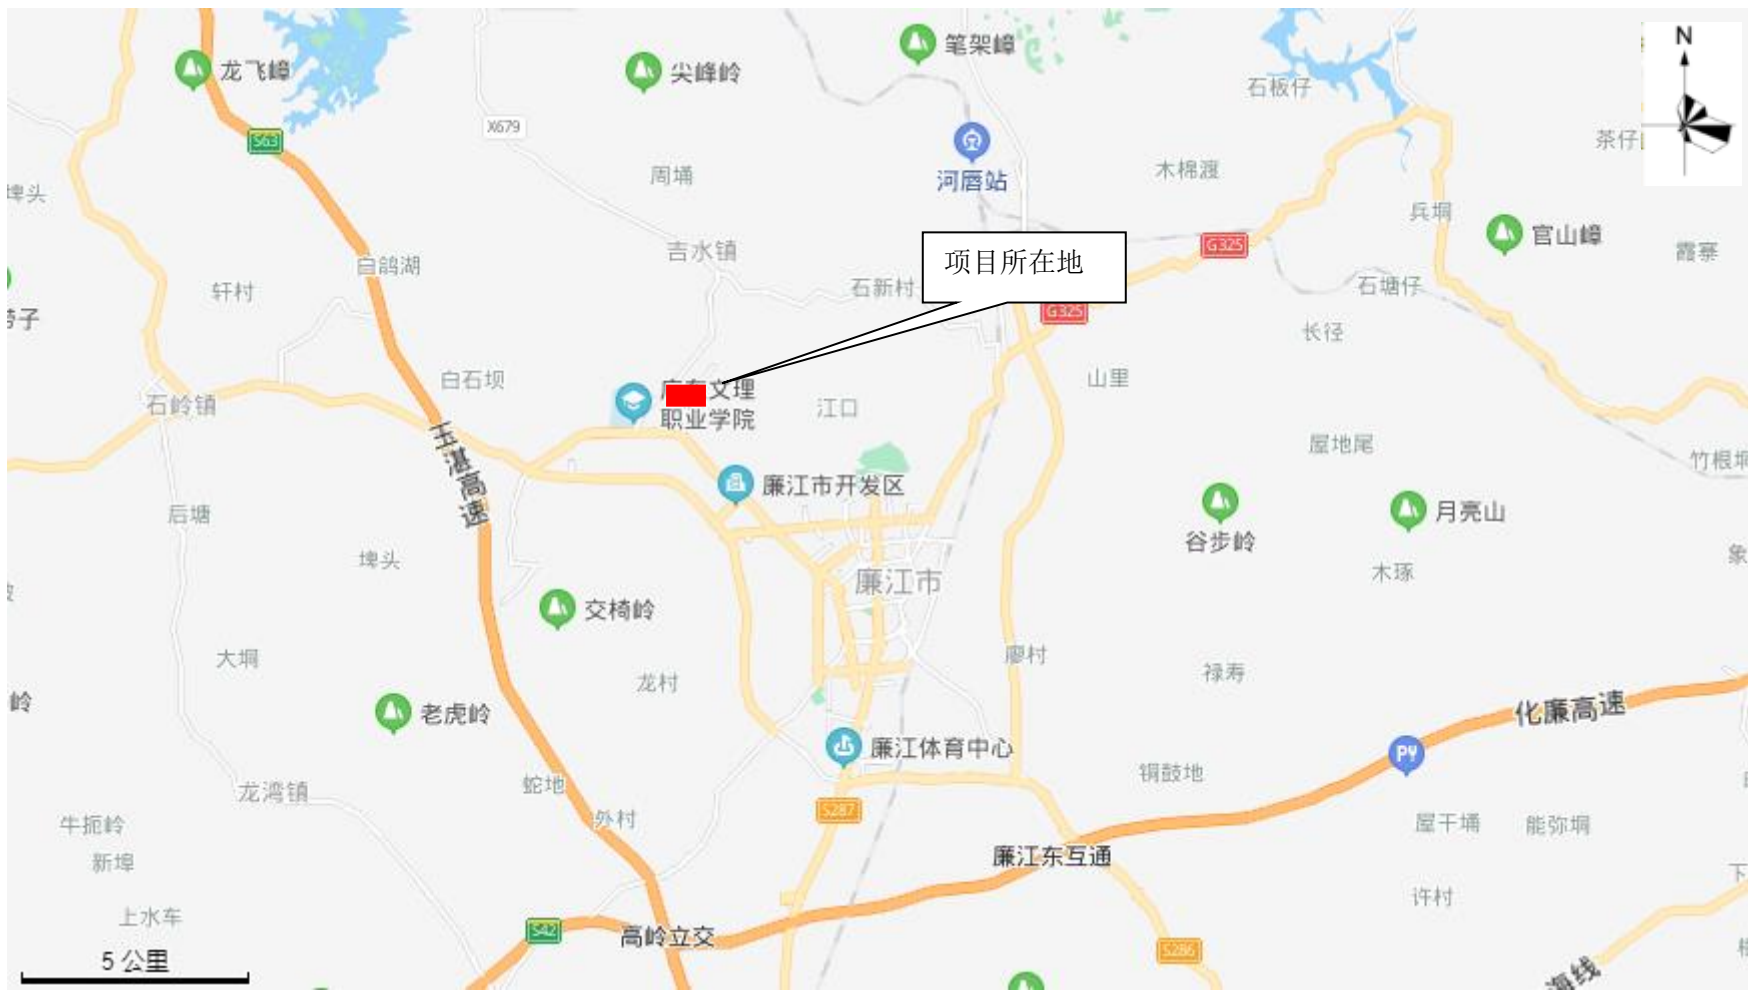 笔架嶂
N
龙飞嶂
尖峰岭
石板仔
X679
S63
茶仔
河唇站
周埇
木棉渡
埤头
兵垌
官山嶂
吉水镇
G325
霞寨
项目所在地
白鸽湖
轩村
石新村
石塘仔
G325
长径
白石坝
山里
文理
职业学院
石岭镇
江口
玉湛高速
屋地尾
竹根垌
廉江市开发区
后塘
月亮山
谷步岭
埤头
象
木琢
廉江市
交椅岭
大垌
廖村
禄寿
龙村
岭
老虎岭
化廉高速
廉江体育中心
铜鼓地
龙湾镇
蛇地
S287
外村
牛扼岭
屋干埇
能弥垌
新埠
廉江东互通
下
许村
上水车
S42
高岭立交
S286
5 公里
海线